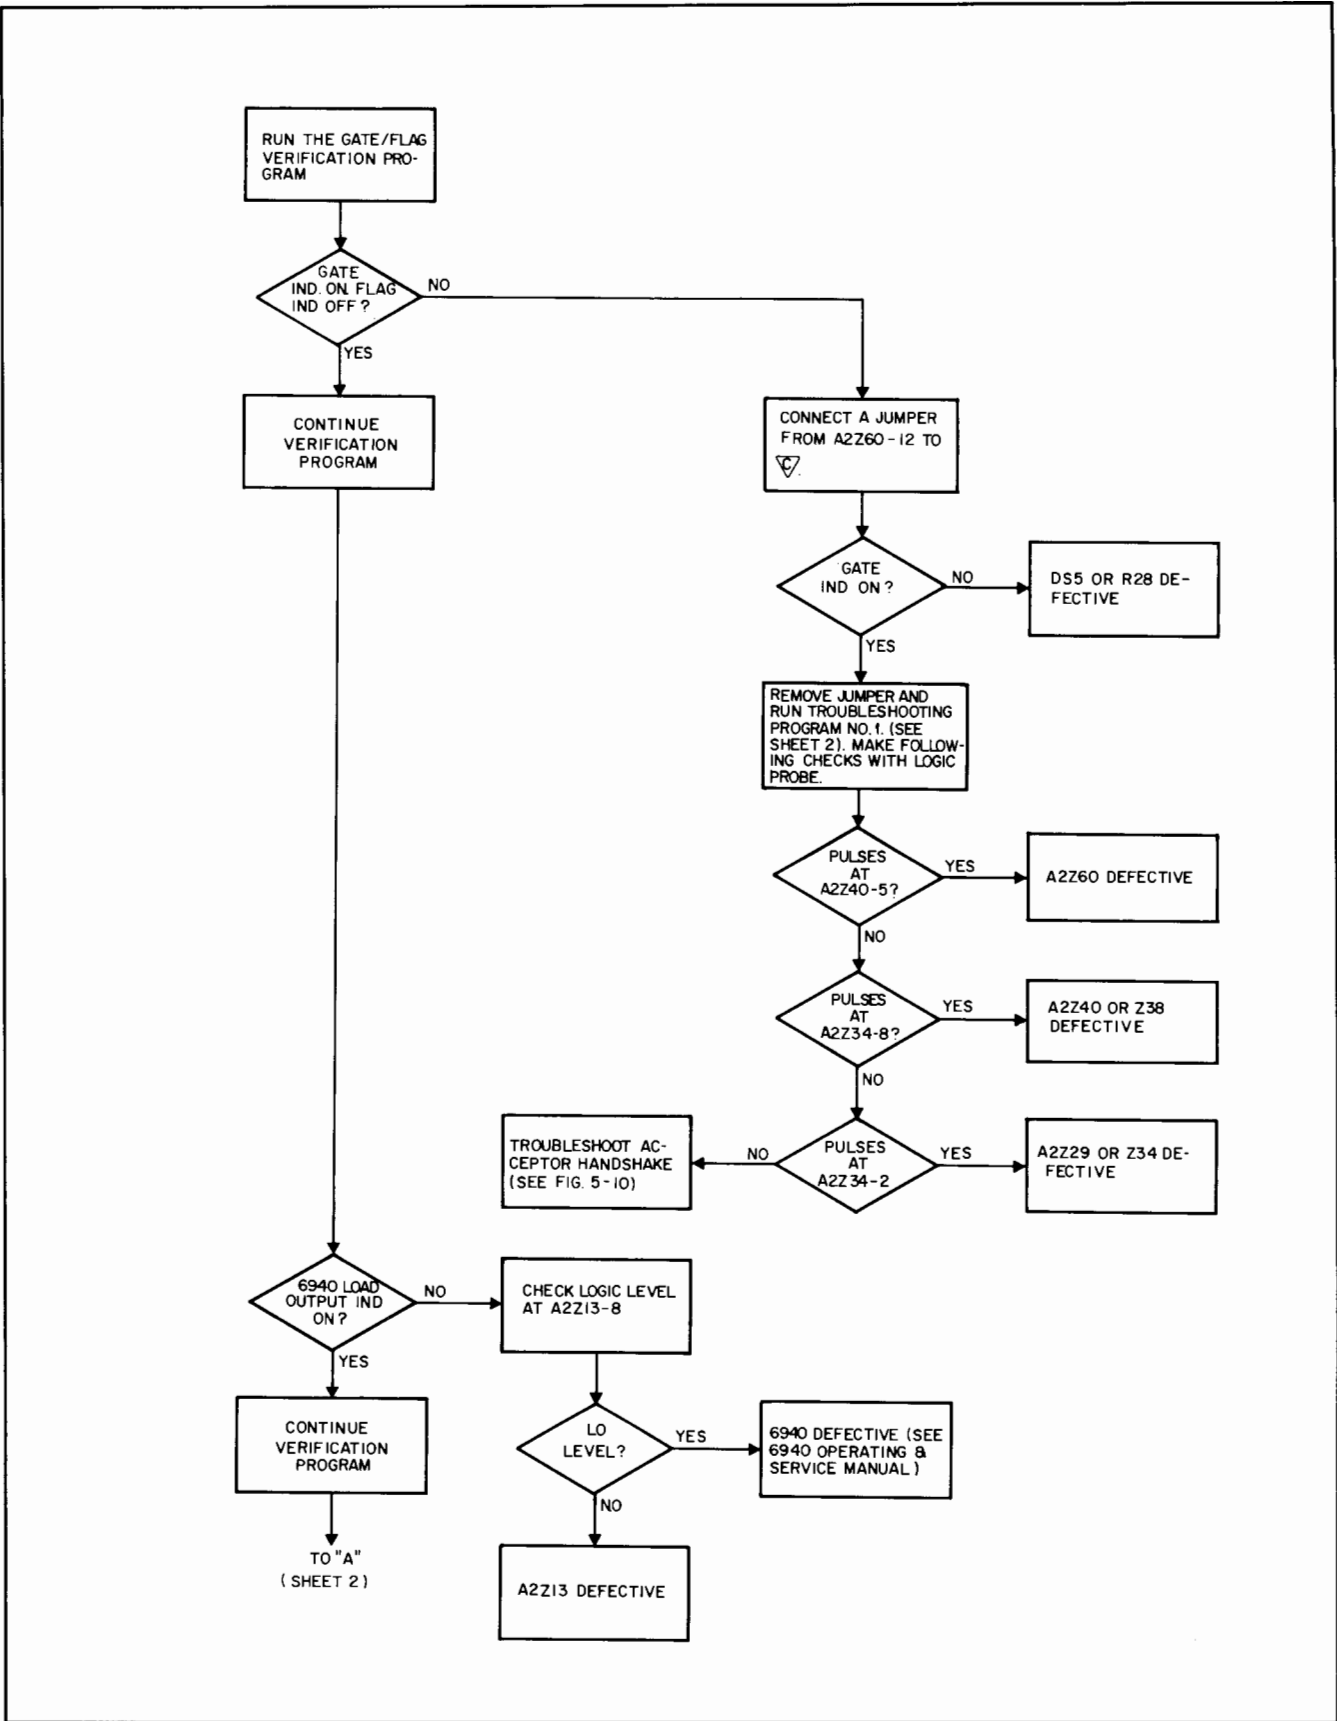 RUN THE GATE/FLAG
VERIFICATION PRO-
GRAM
GATE
IND. ON. FLAG
IND OFF?
NO
YES
CONTINUE
VERIFICATION
PROGRAM
CONNECT A JUMPER
FROM A2Z60-12 TO
C.
GATE
IND ON?
NO
DS5 OR R28 DE-
FECTIVE
YES
REMOVE JUMPER AND
RUN TROUBLESHOOTING
PROGRAM NO. 1. (SEE
SHEET 2). MAKE FOLLOW-
ING CHECKS WITH LOGIC
PROBE.
PULSES
AT
A2Z40-5?
YES
A2Z60 DEFECTIVE
NO
PULSES
AT
A2Z34-8?
YES
A2Z40 OR Z38
DEFECTIVE
NO
PULSES
AT
A2Z34-2
NO
TROUBLESHOOT AC-
CEPTOR HANDSHAKE
(SEE FIG. 5-10)
YES
A2Z29 OR Z34 DE-
FECTIVE
6940 LOAD
OUTPUT IND
ON?
NO
CHECK LOGIC LEVEL
AT A2Z13-8
YES
CONTINUE
VERIFICATION
PROGRAM
TO "A"
(SHEET 2)
LO
LEVEL?
YES
6940 DEFECTIVE (SEE
6940 OPERATING &
SERVICE MANUAL)
NO
A2Z13 DEFECTIVE